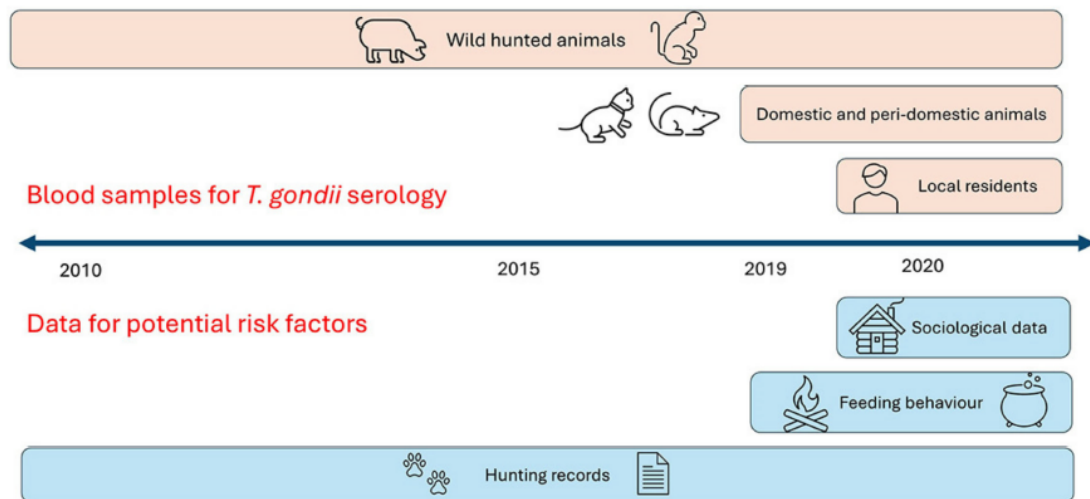 Wild hunted animals
Domestic and peri-domestic animals
Local residents
Blood samples for T. gondii serology
2010
2015
2019
2020
Data for potential risk factors
Sociological data
Feeding behaviour
Hunting records